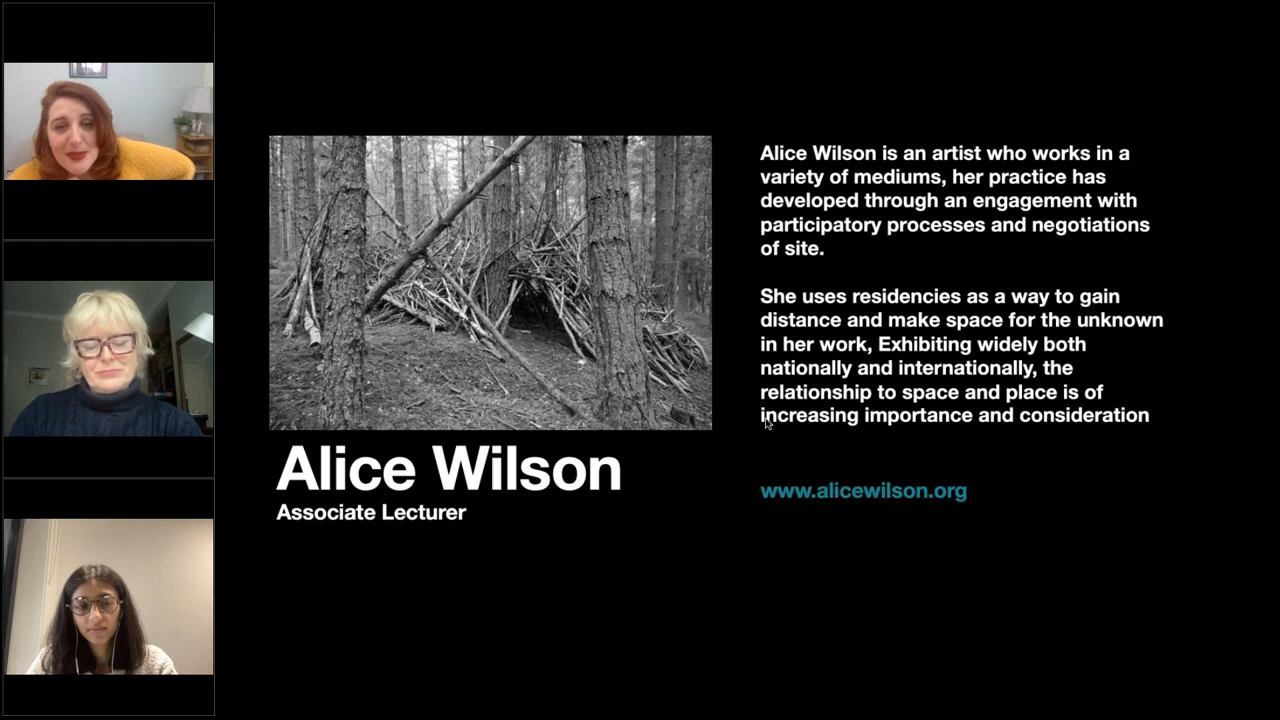 Alice Wilson is an artist who works in a
variety of mediums, her practice has
developed through an engagement with
participatory processes and negotiations
of site.
She uses residencies as a way to gain
distance and make space for the unknown
in her work, Exhibiting widely both
nationally and internationally, the
relationship to space and place is of
increasing importance and consideration
Alice Wilson
Associate Lecturer
www.alicewilson.org